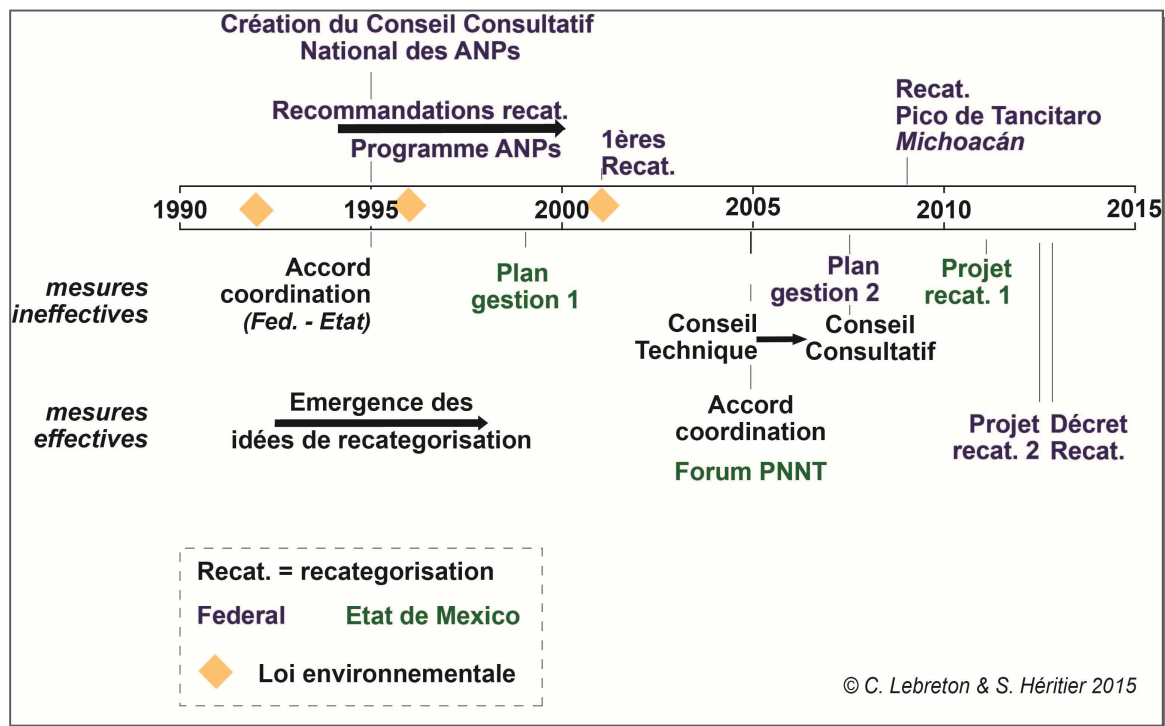 Création du Conseil Consultatif
National des ANPs
Recommandations recat.
Programme ANPs
1ères
Recat.
Recat.
Pico de Tancitaro
Michoacán
1990
1995
2000
2005
2010
2015
mesures
ineffectives
Accord
coordination
(Fed. - Etat)
Plan
gestion 1
Plan
gestion 2
Projet
recat. 1
Conseil
Technique
Conseil
Consultatif
mesures
effectives
Emergence des
idées de recategorisation
Accord
coordination
Forum PNNT
Projet
recat. 2
Décret
Recat.
Recat. = recategorisation
Federal
Etat de Mexico
Loi environnementale
© C. Lebreton & S. Héritier 2015